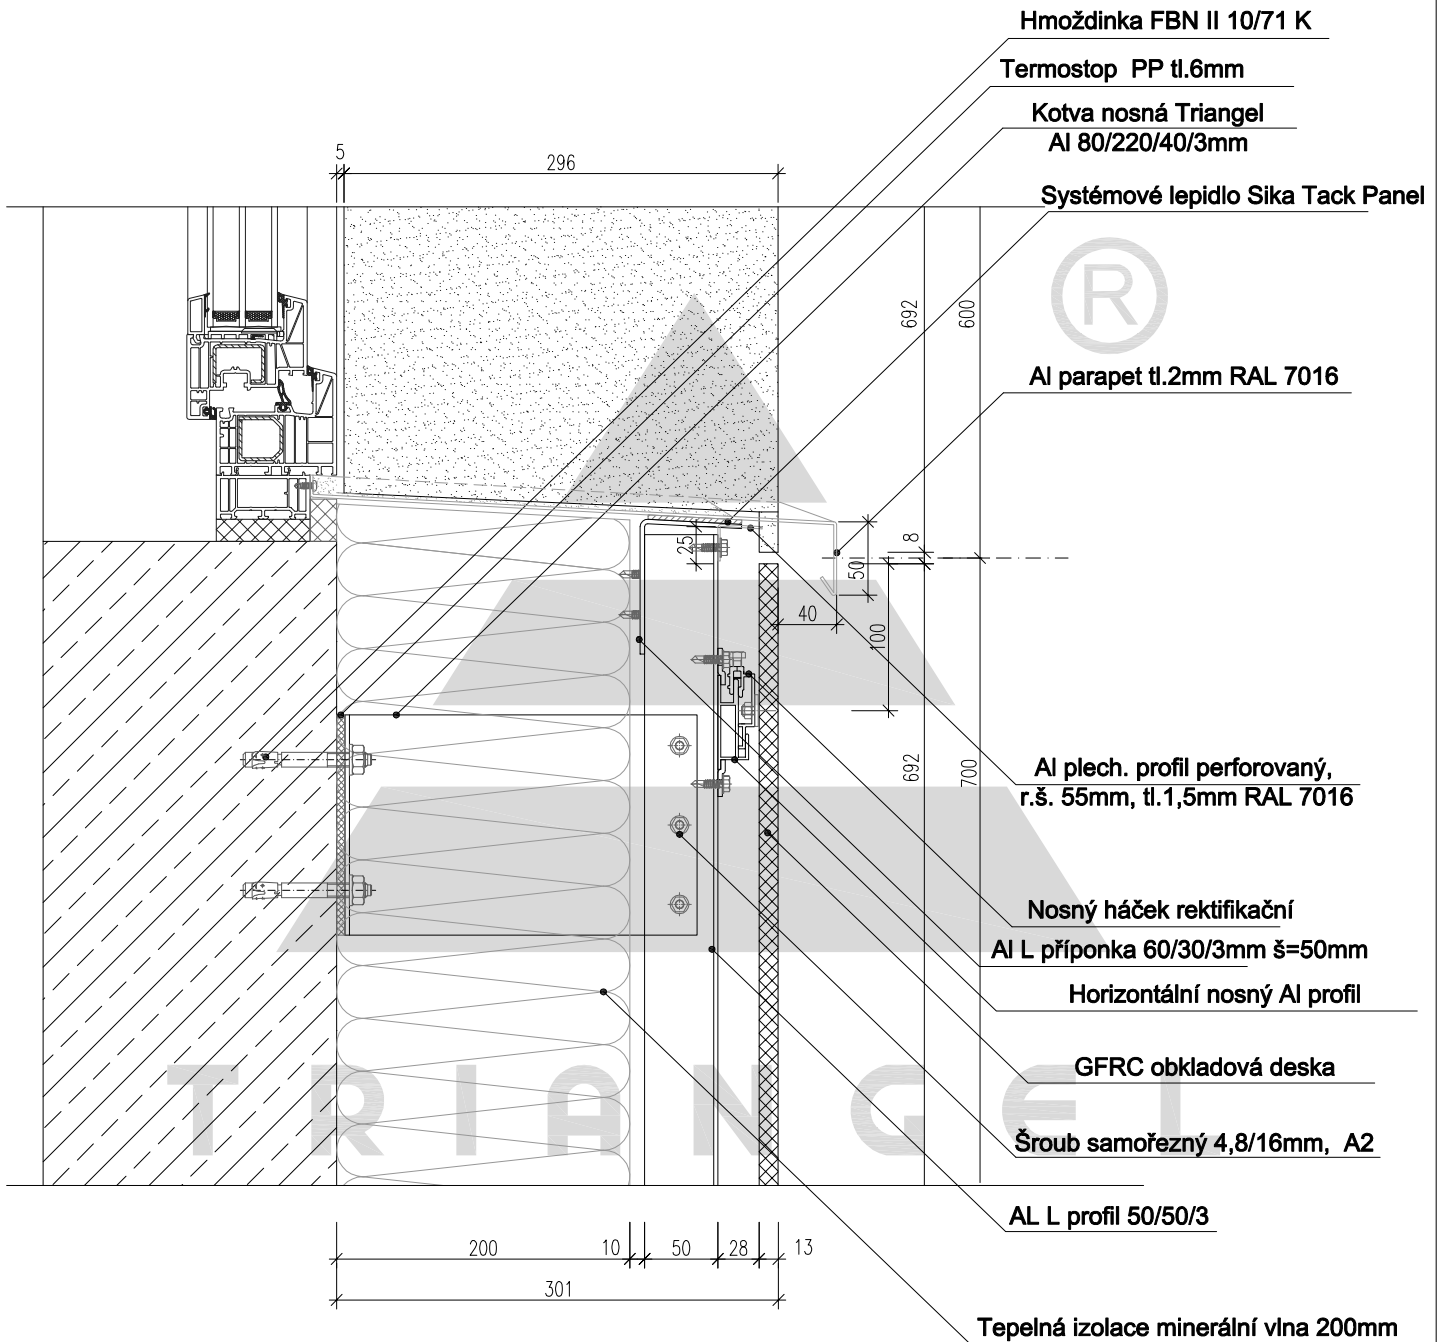 Hmoždinka FBN II 10/71 K
Termostop PP tl.6mm
Kotva nosná Triangel
Al 80/220/40/3mm
5
296
Systémové lepidlo Sika Tack Panel
®
692
600
Al parapet tl.2mm RAL 7016
8
25
50
40
100
692
700
Al plech. profil perforovaný,
r.š. 55mm, tl.1,5mm RAL 7016
Nosný háček rektifikační
Al L příponka 60/30/3mm š=50mm
Horizontální nosný Al profil
GFRC obkladová deska
TRIANGEL
Šroub samořezný 4,8/16mm, A2
AL L profil 50/50/3
200
10
50
28
13
301
Tepelná izolace minerální vlna 200mm